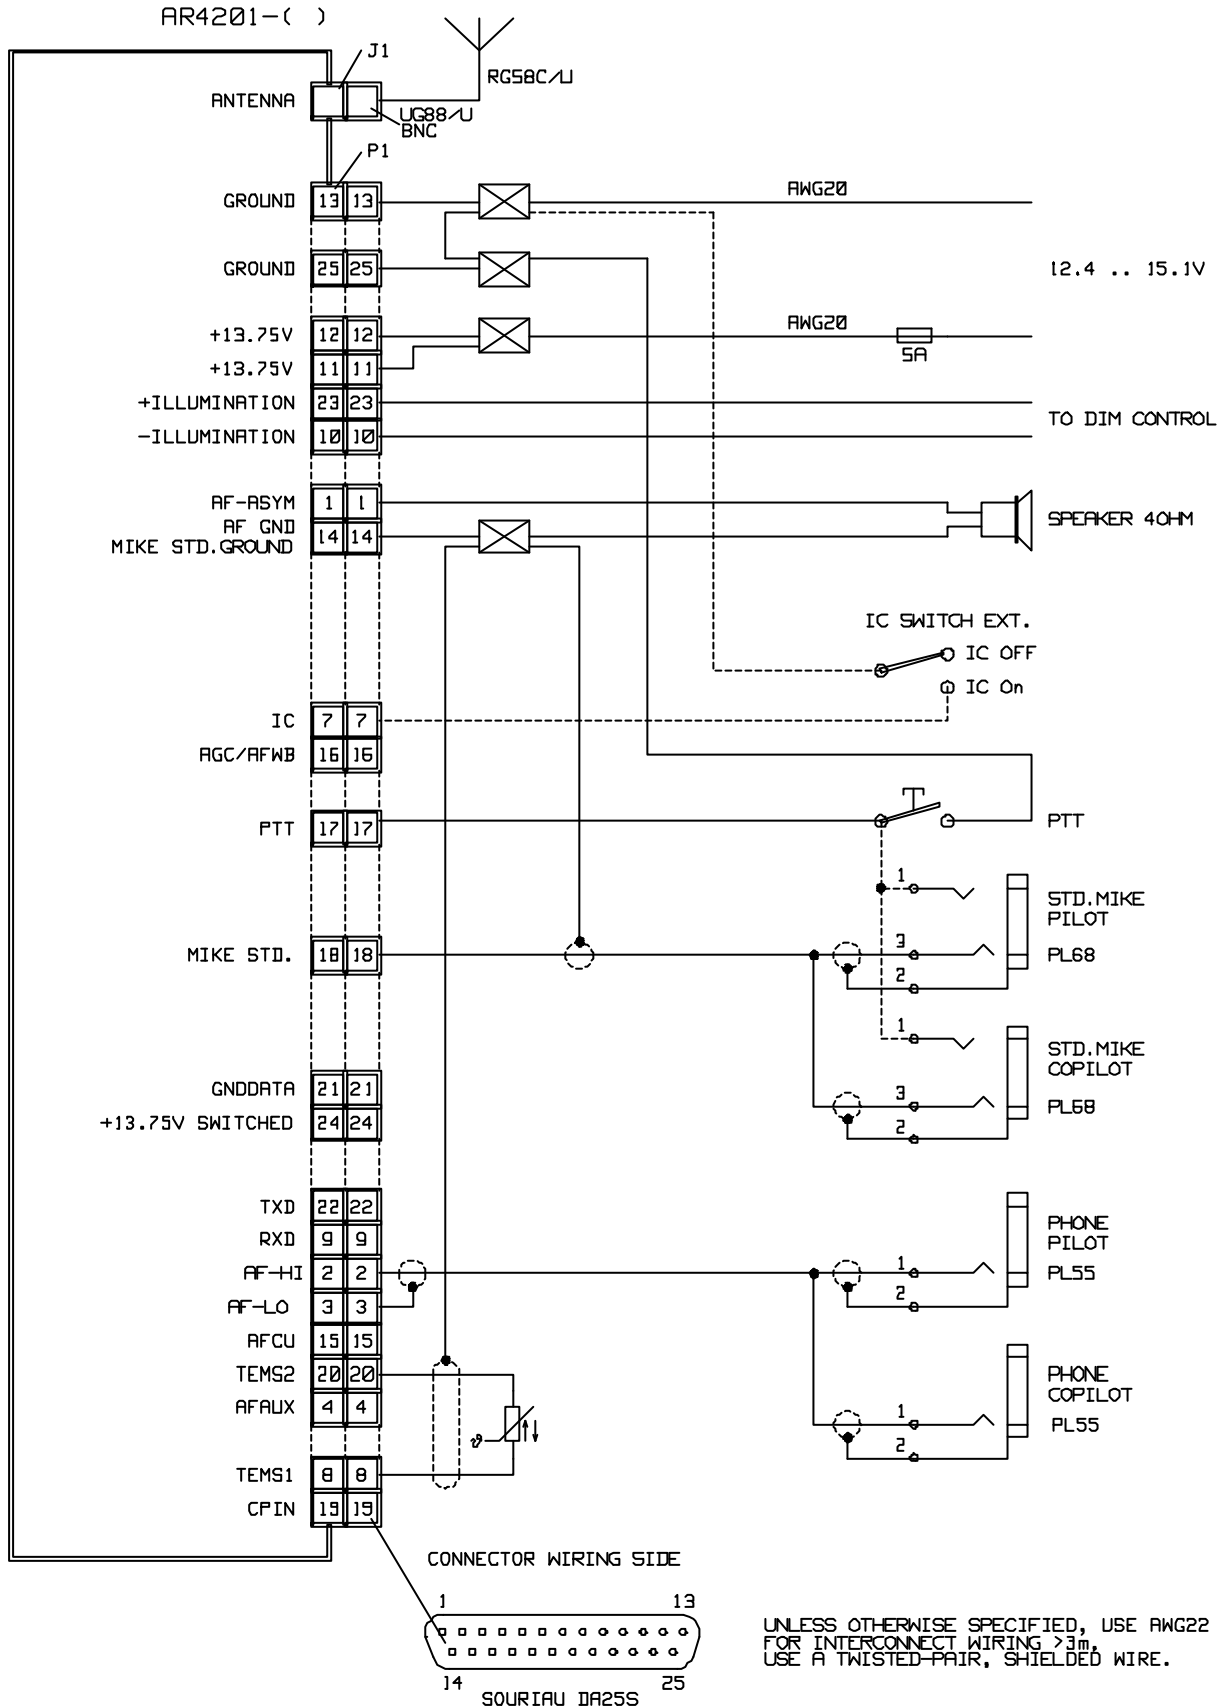 AR4201-( )
J1
RG58C/U
ANTENNA
UG88/U
BNC
P1
GROUND 13 13
AWG20
GROUND 25 25
12.4 .. 15.1V
+13.75V 12 12
AWG20
5A
+13.75V 11 11
+ILLUMINATION 23 23
TO DIM CONTROL
-ILLUMINATION 10 10
AF-ASYM 1 1
SPEAKER 4OHM
AF GND
MIKE STD.GROUND 14 14
IC SWITCH EXT.
IC OFF
IC On
IC 7 7
AGC/AFWB 16 16
PTT 17 17
PTT
1
STD.MIKE
PILOT
MIKE STD. 18 18
3
PL68
2
1
STD.MIKE
COPILOT
GNDDATA 21 21
3
PL68
+13.75V SWITCHED 24 24
2
TXD 22 22
PHONE
PILOT
RXD 9 9
AF-HI 2 2
1
PL55
AF-LO 3 3
2
AFCU 15 15
TEMS2 20 20
PHONE
COPILOT
AFAUX 4 4
1
PL55
ϑ
2
TEMS1 8 8
CPIN 19 19
CONNECTOR WIRING SIDE
1 13
14 25
SOURIAU DA25S
UNLESS OTHERWISE SPECIFIED, USE AWG22
FOR INTERCONNECT WIRING >3m,
USE A TWISTED-PAIR, SHIELDED WIRE.